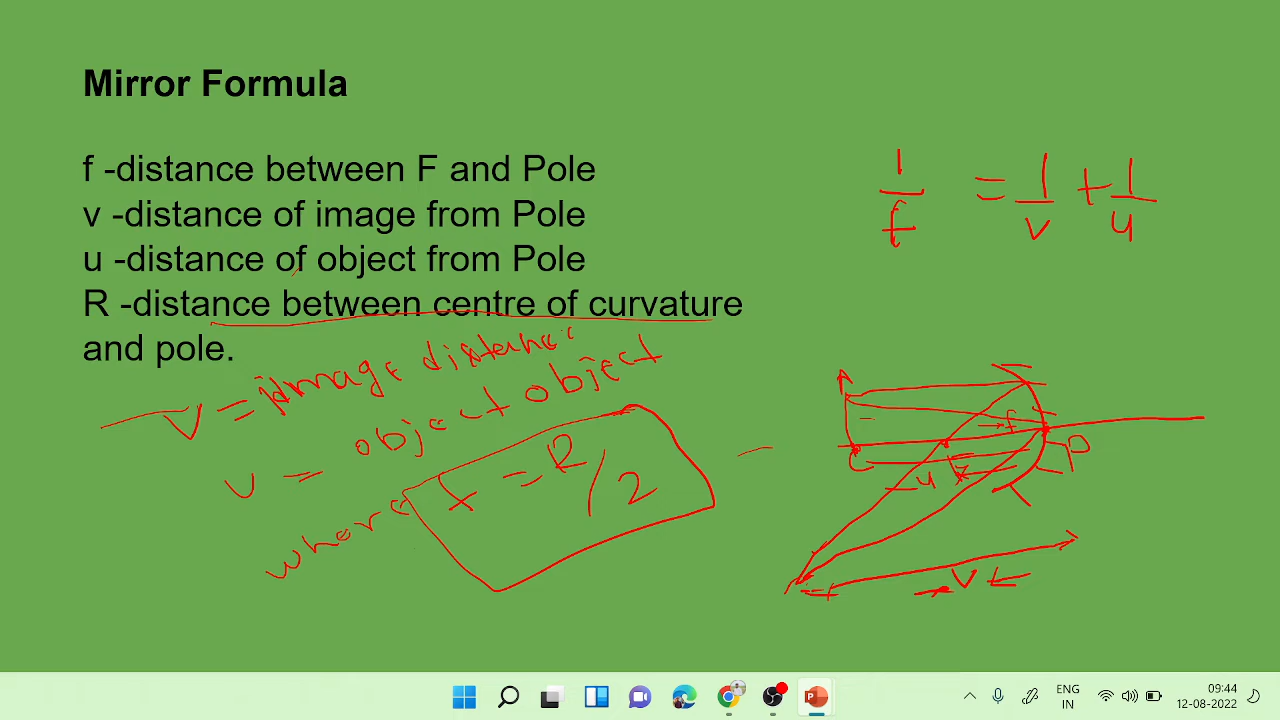 Mirror Formula
f -distance between F and Pole
v -distance of image from Pole
u -distance of object from Pole
R -distance between centre of curvature
and pole.
1/f = 1/v + 1/u
V = image distance
u = object object
where f = R/2
A
f
C
P
u
R
V
ENG
IN
09:44
12-08-2022